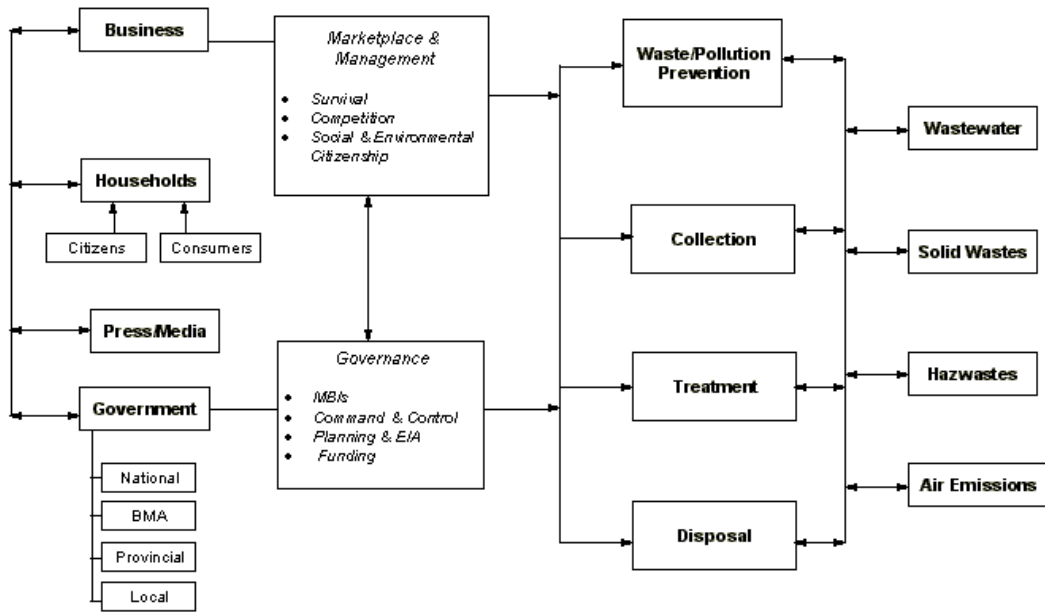 Business
Marketplace &
Management
• Survival
• Competition
• Social & Environmental
Citizenship
Waste/Pollution
Prevention
Wastewater
Households
Citizens
Consumers
Collection
Solid Wastes
Press/Media
Governance
• MBIs
• Command & Control
• Planning & EIA
• Funding
Treatment
Hazwastes
Government
National
BMA
Provincial
Local
Air Emissions
Disposal